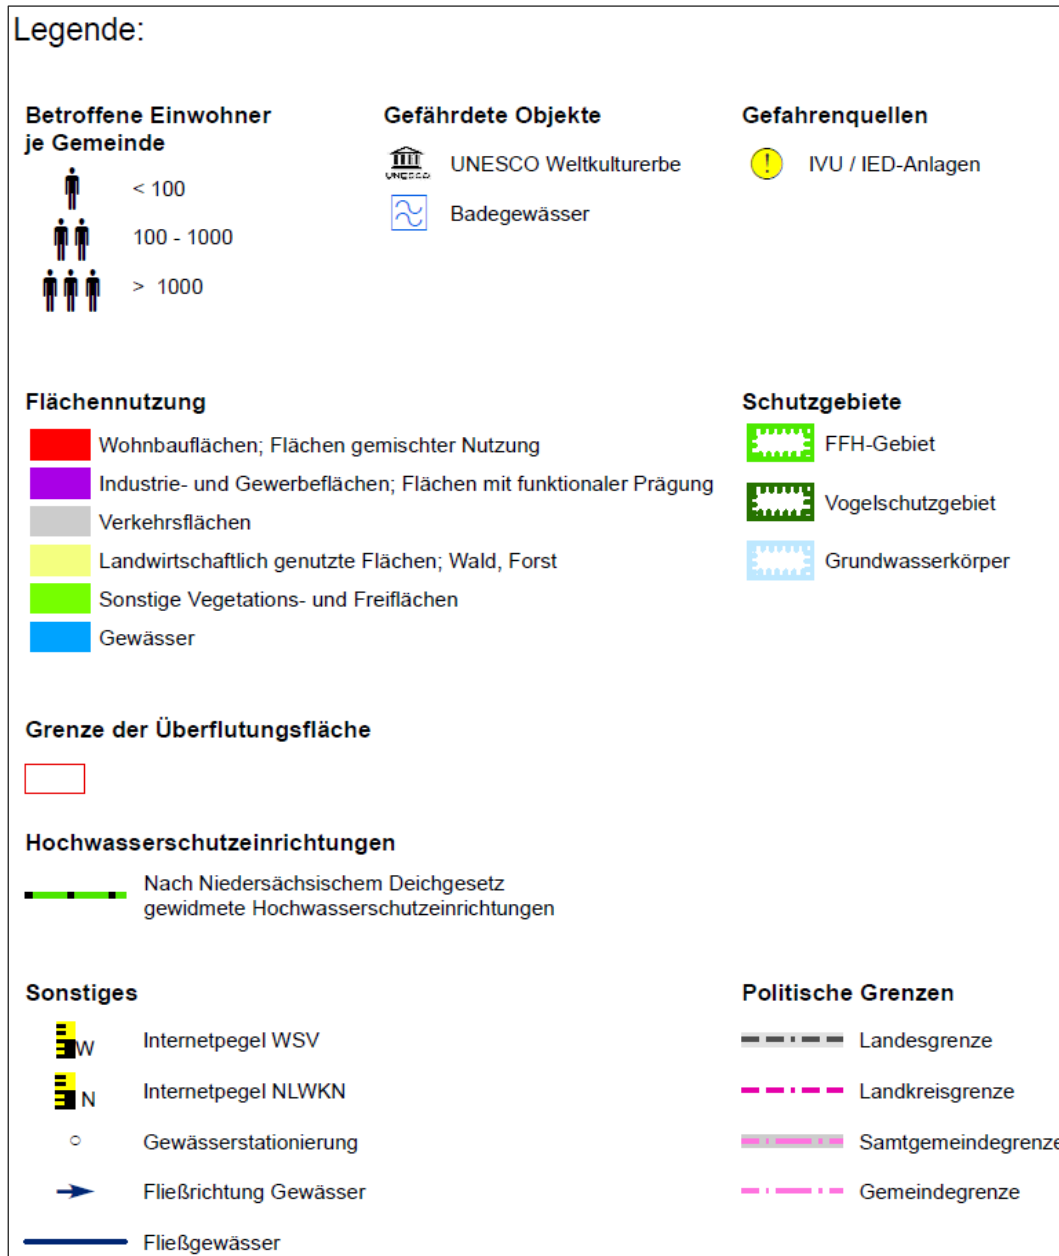 Legende:
Betroffene Einwohner
je Gemeinde
< 100
100 - 1000
> 1000
Gefährdete Objekte
UNESCO
UNESCO Weltkulturerbe
Badegewässer
Gefahrenquellen
!
IVU / IED-Anlagen
Flächennutzung
Wohnbauflächen; Flächen gemischter Nutzung
Industrie- und Gewerbeflächen; Flächen mit funktionaler Prägung
Verkehrsflächen
Landwirtschaftlich genutzte Flächen; Wald, Forst
Sonstige Vegetations- und Freiflächen
Gewässer
Schutzgebiete
FFH-Gebiet
Vogelschutzgebiet
Grundwasserkörper
Grenze der Überflutungsfläche
Hochwasserschutzeinrichtungen
Nach Niedersächsischem Deichgesetz
gewidmete Hochwasserschutzeinrichtungen
Sonstiges
W Internetpegel WSV
N Internetpegel NLWKN
Gewässerstationierung
Fließrichtung Gewässer
Fließgewässer
Politische Grenzen
Landesgrenze
Landkreisgrenze
Samtgemeindegrenze
Gemeindegrenze